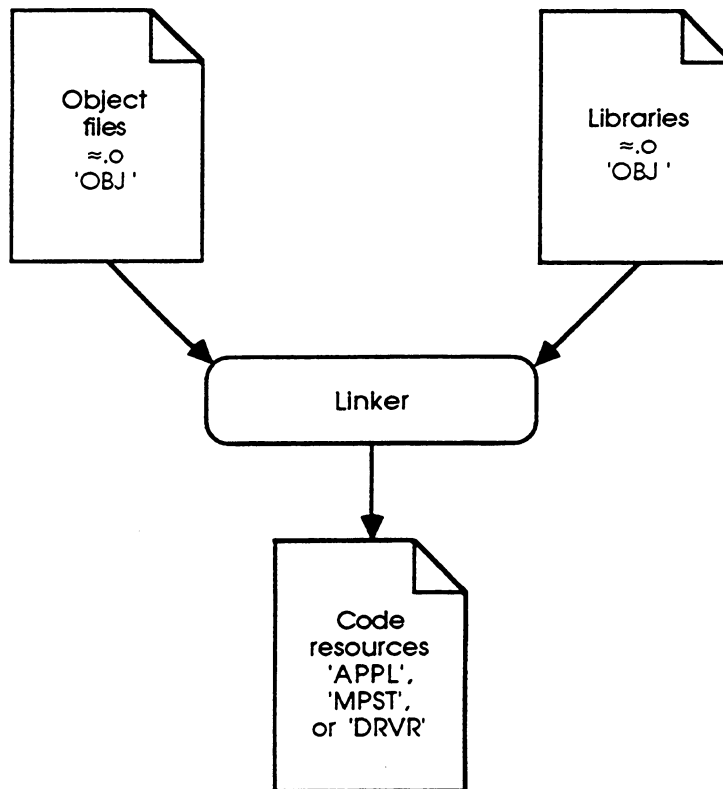 Object
files
≈.o
'OBJ '
Libraries
≈.o
'OBJ '
Linker
Code
resources
'APPL',
'MPST',
or 'DRVR'